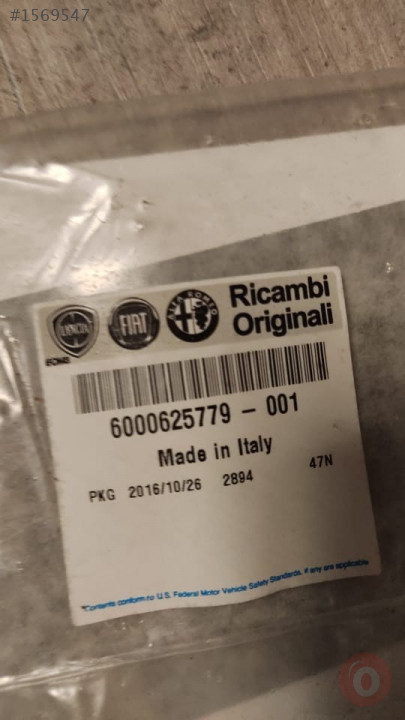 #1569547
LANCIA
FIAT
ALFA ROMEO
Ricambi
Originali
6000625779 - 001
Made in Italy
PKG 2016/10/26 2894 47N
*Contents conform to U.S. Federal Motor Vehicle Safety Standards, if any are applicable